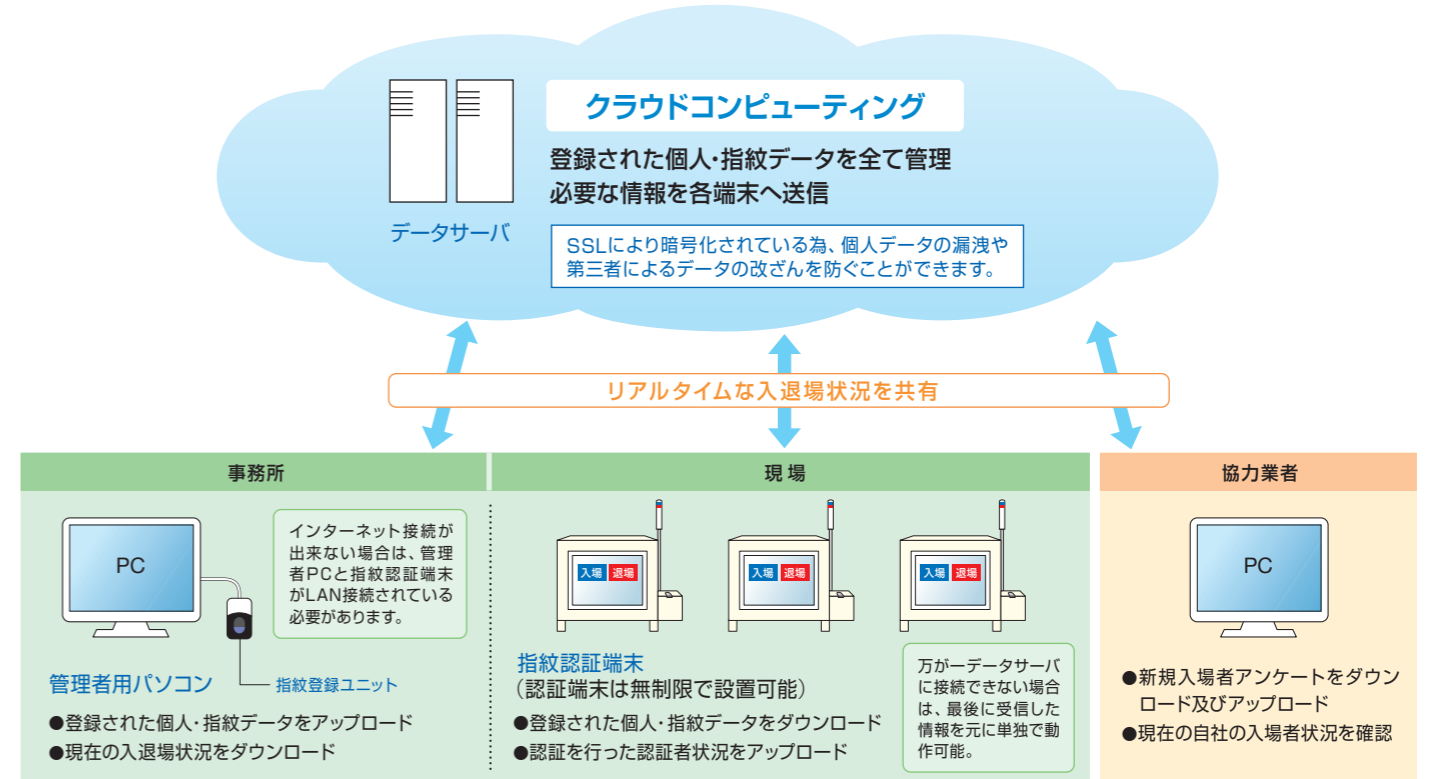 クラウドコンピューティング
登録された個人・指紋データを全て管理
必要な情報を各端末へ送信
データサーバ
SSLにより暗号化されている為、個人データの漏洩や
第三者によるデータの改ざんを防ぐことができます。
リアルタイムな入退場状況を共有
事務所
PC
インターネット接続が
出来ない場合は、管理
者PCと指紋認証端末
がLAN接続されている
必要があります。
管理者用パソコン
指紋登録ユニット
●登録された個人・指紋データをアップロード
●現在の入退場状況をダウンロード
現場
入場 退場
入場 退場
入場 退場
指紋認証端末
(認証端末は無制限で設置可能)
●登録された個人・指紋データをダウンロード
●認証を行った認証者状況をアップロード
万が一データサーバ
に接続できない場合
は、最後に受信した
情報を元に単独で動
作可能。
協力業者
PC
●新規入場者アンケートをダウン
ロード及びアップロード
●現在の自社の入場者状況を確認